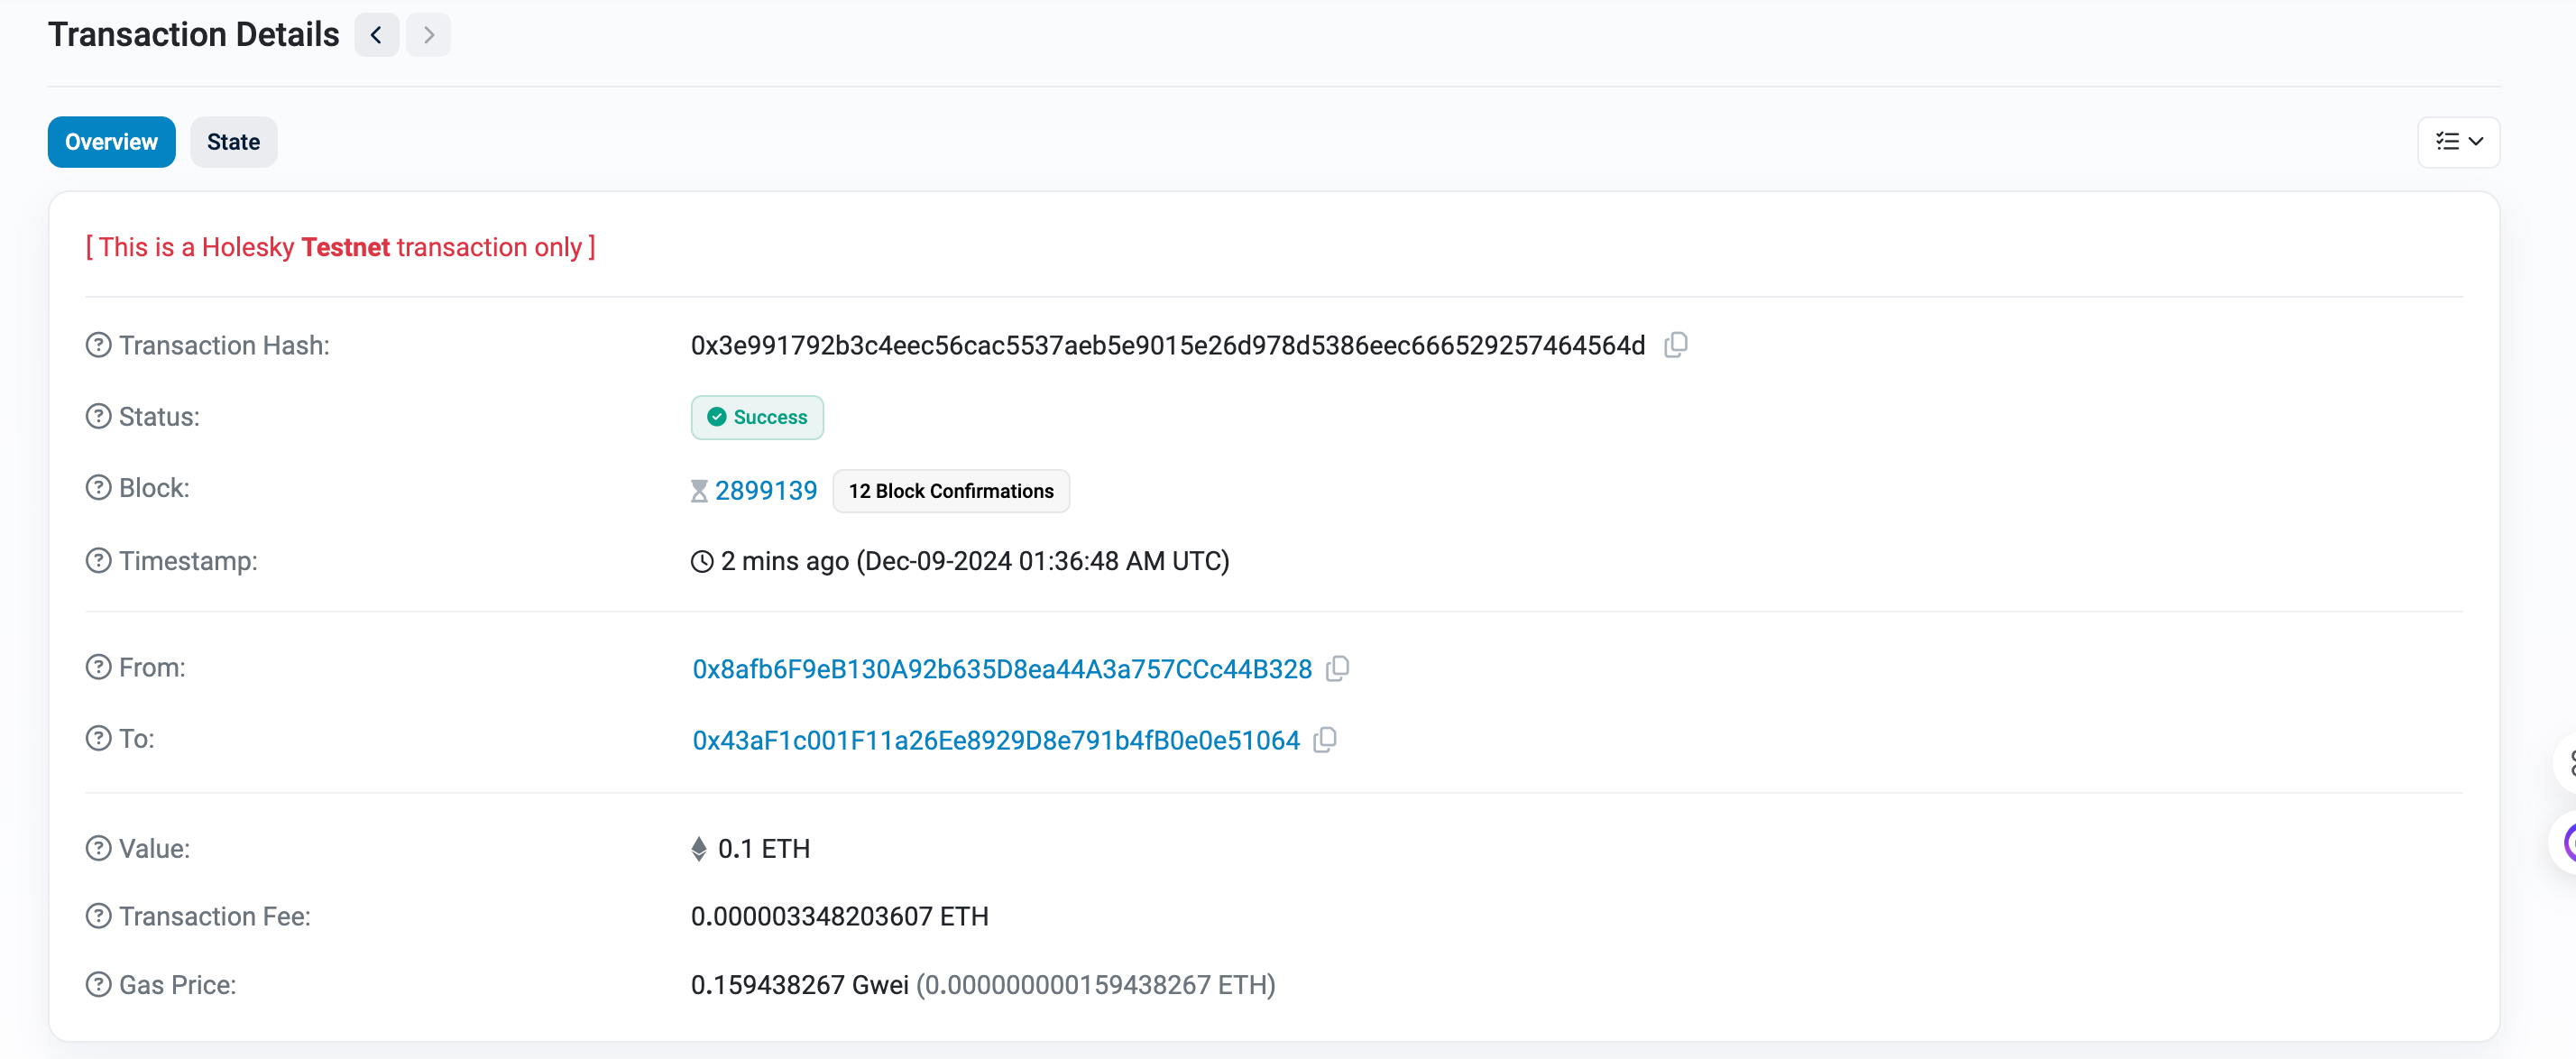 Transaction Details
Overview State
[ This is a Holesky Testnet transaction only ]
Transaction Hash: 0x3e991792b3c4eec56cac5537aeb5e9015e26d978d5386eec666529257464564d
Status: Success
Block: 2899139 12 Block Confirmations
Timestamp: 2 mins ago (Dec-09-2024 01:36:48 AM UTC)
From: 0x8afb6F9eB130A92b635D8ea44A3a757CCc44B328
To: 0x43aF1c001F11a26Ee8929D8e791b4fB0e0e51064
Value: 0.1 ETH
Transaction Fee: 0.000003348203607 ETH
Gas Price: 0.159438267 Gwei (0.000000000159438267 ETH)